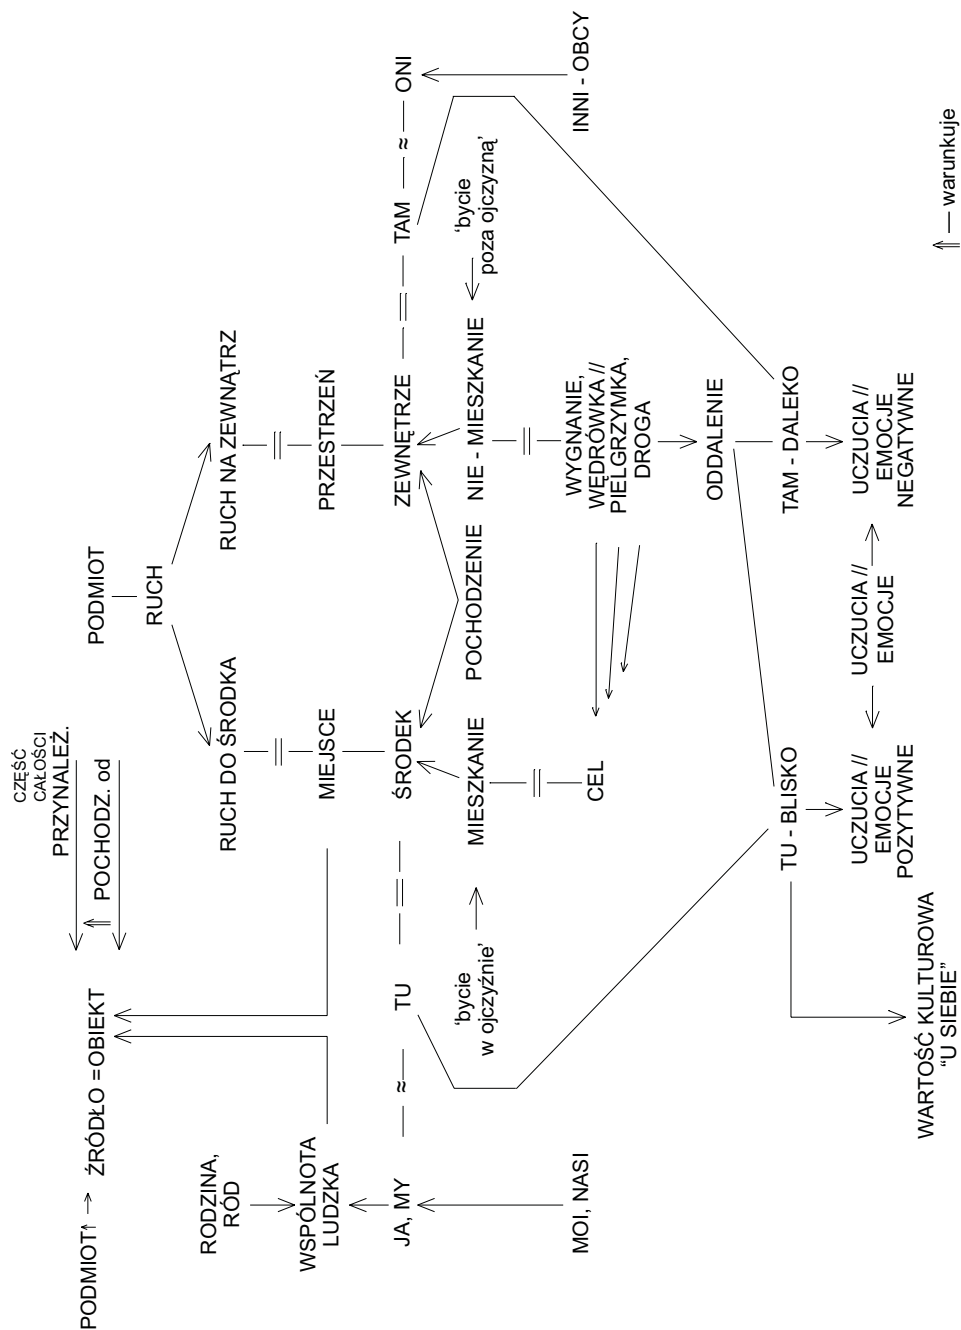 PODMIOT↑ → ŹRÓDŁO = OBIEKT
CZĘŚĆ
CAŁOŚCI
PRZYNALEŻ.
POCHODZ. od
PODMIOT
RUCH
RODZINA,
RÓD
RUCH DO ŚRODKA
RUCH NA ZEWNĄTRZ
WSPÓLNOTA
LUDZKA
MIEJSCE
PRZESTRZEŃ
JA, MY — ≈ — TU — = — ŚRODEK
ZEWNĘTRZE — = — TAM — ≈ — ONI
‘bycie
w ojczyźnie’
MIESZKANIE
POCHODZENIE
NIE - MIESZKANIE
‘bycie
poza ojczyzną’
MOI, NASI
CEL
WYGNANIE,
WĘDRÓWKA //
PIELGRZYMKA,
DROGA
INNI - OBCY
ODDALENIE
TU - BLISKO
TAM - DALEKO
UCZUCIA //
EMOCJE
POZYTYWNE
UCZUCIA //
EMOCJE
UCZUCIA //
EMOCJE
NEGATYWNE
WARTOŚĆ KULTUROWA
“U SIEBIE”
⇑ — warunkuje